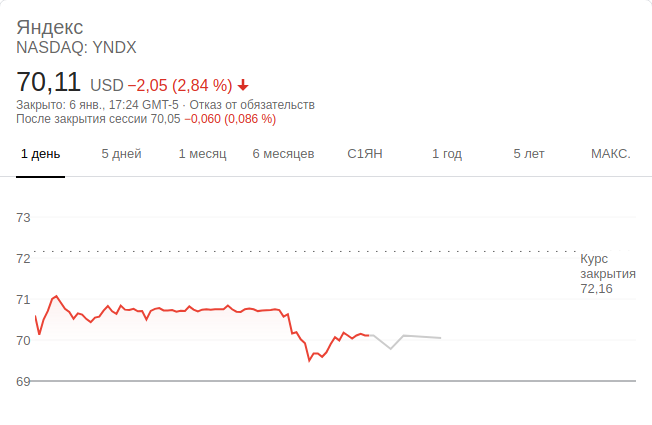 Яндекс
NASDAQ: YNDX
70,11 USD −2,05 (2,84 %)
Закрыто: 6 янв., 17:24 GMT-5 · Отказ от обязательств
После закрытия сессии 70,05 −0,060 (0,086 %)
1 день 5 дней 1 месяц 6 месяцев С1ЯН 1 год 5 лет МАКС.
73
72
Курс
закрытия
72,16
71
70
69